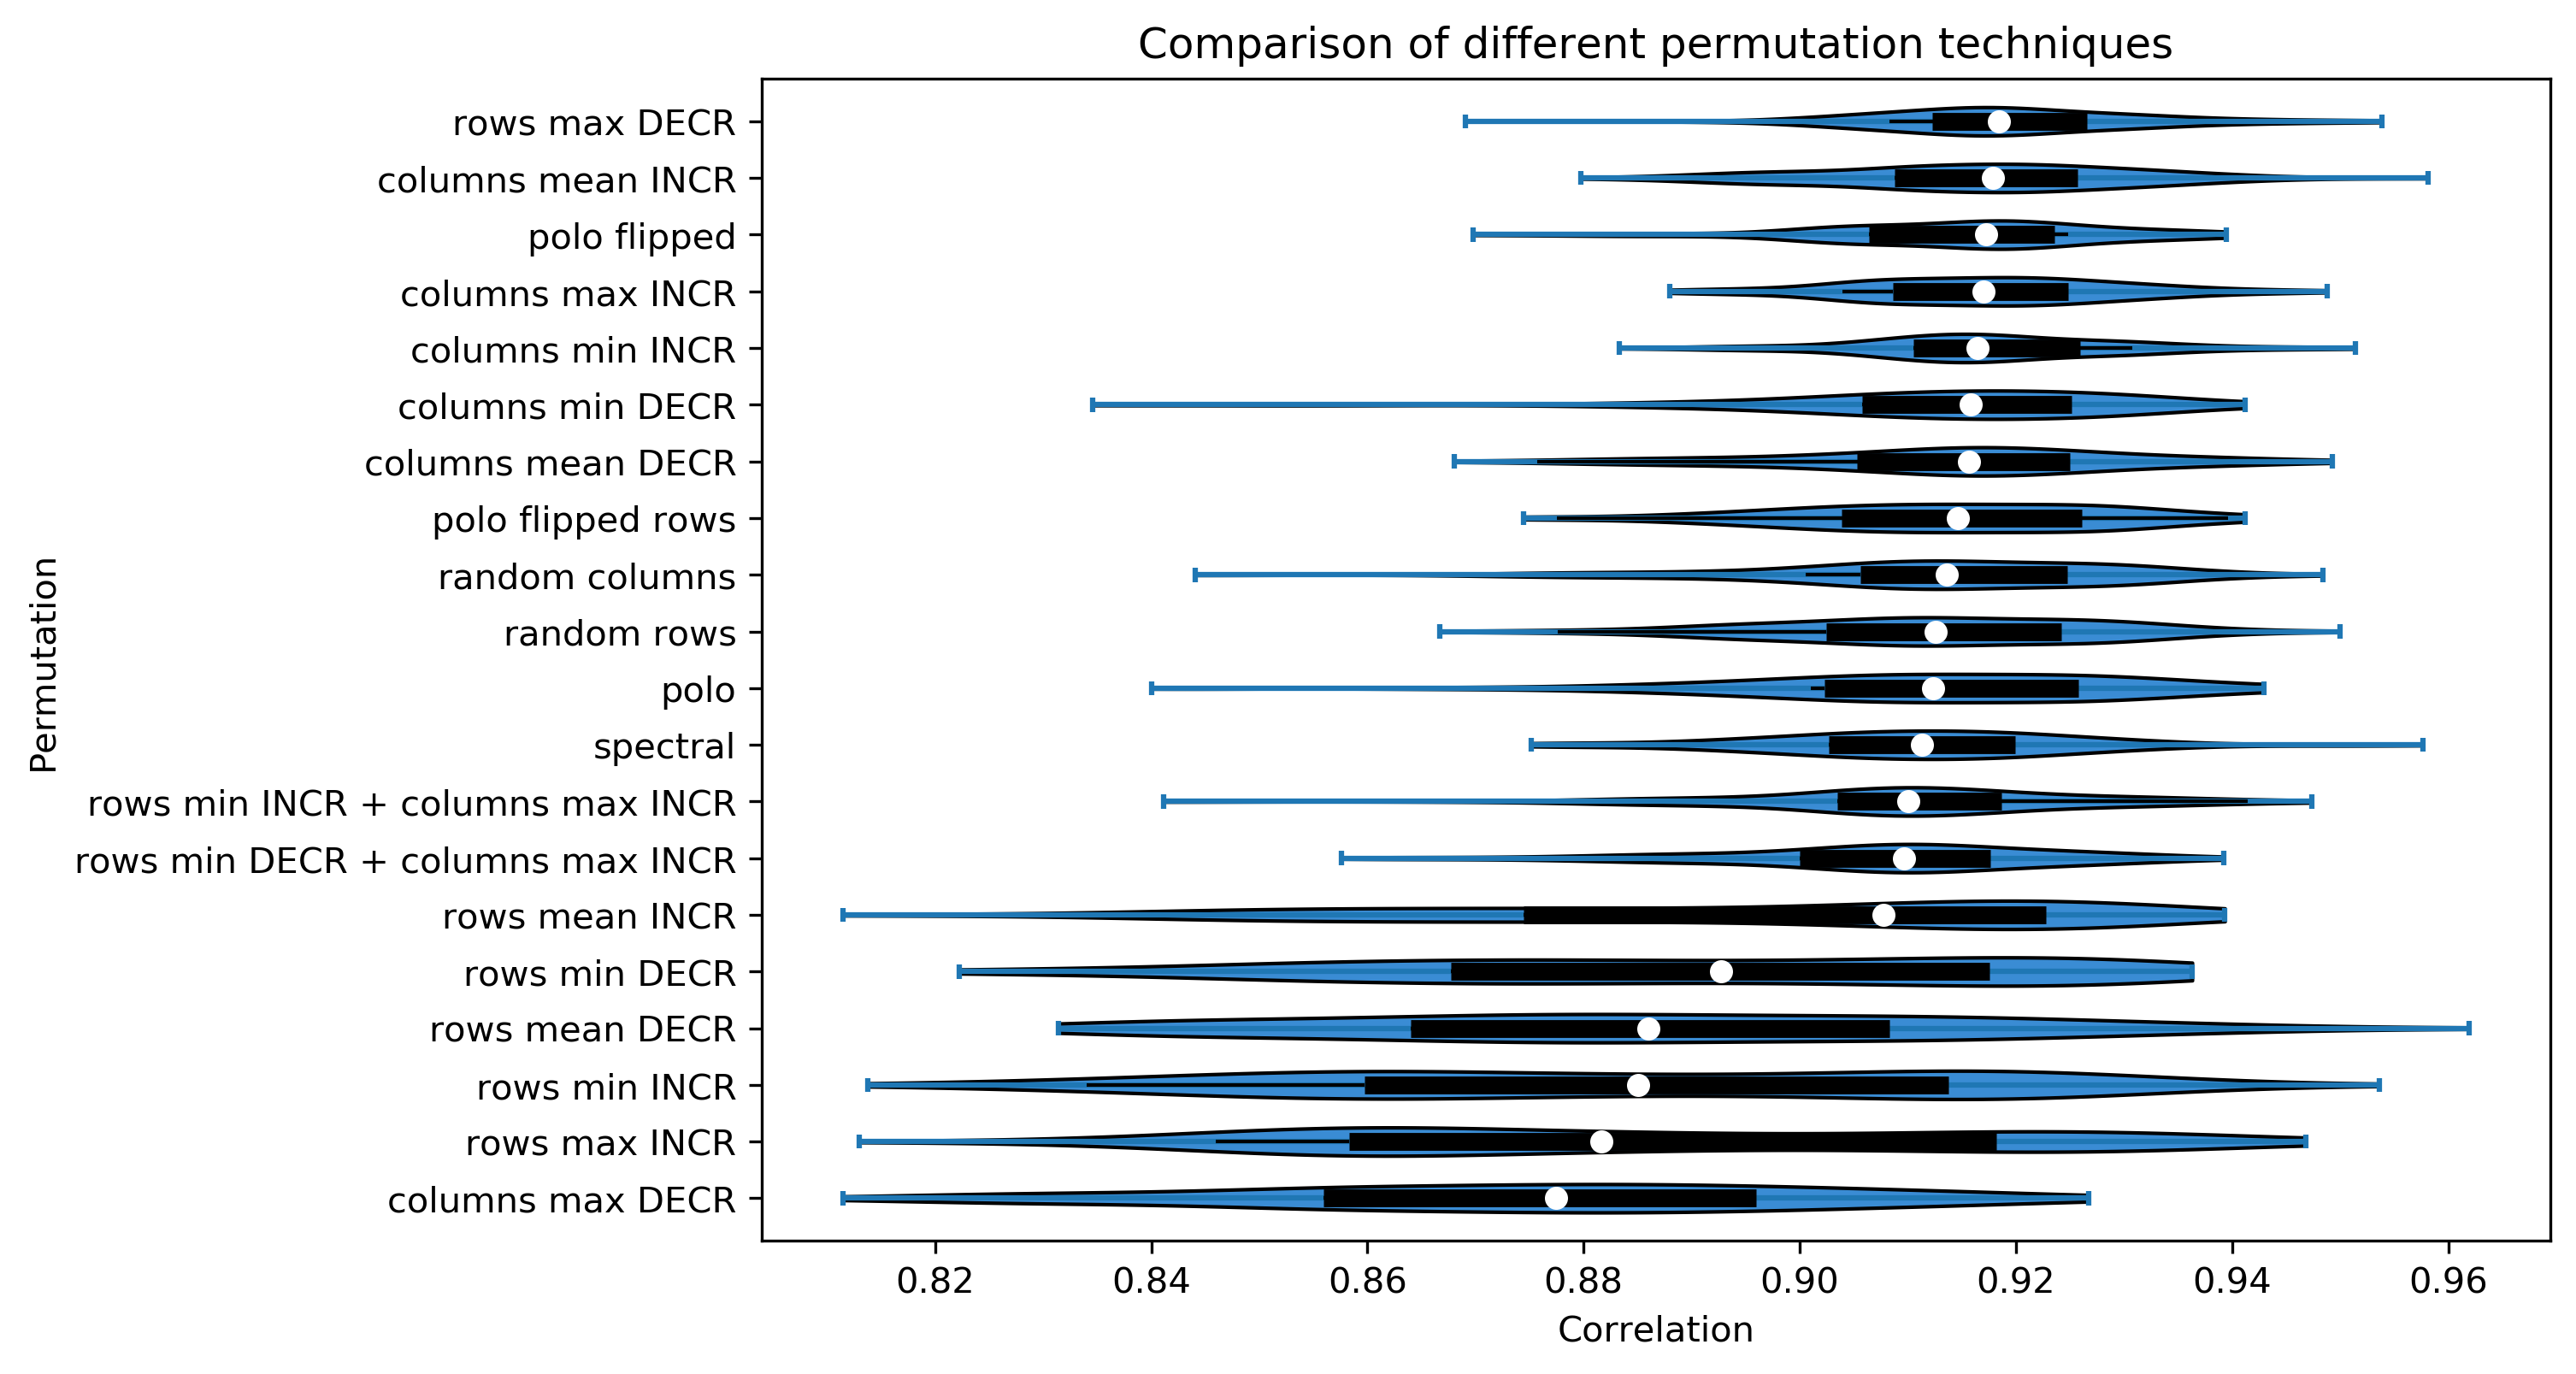 Comparison of different permutation techniques
Permutation
rows max DECR
columns mean INCR
polo flipped
columns max INCR
columns min INCR
columns min DECR
columns mean DECR
polo flipped rows
random columns
random rows
polo
spectral
rows min INCR + columns max INCR
rows min DECR + columns max INCR
rows mean INCR
rows min DECR
rows mean DECR
rows min INCR
rows max INCR
columns max DECR
0.82 0.84 0.86 0.88 0.90 0.92 0.94 0.96
Correlation